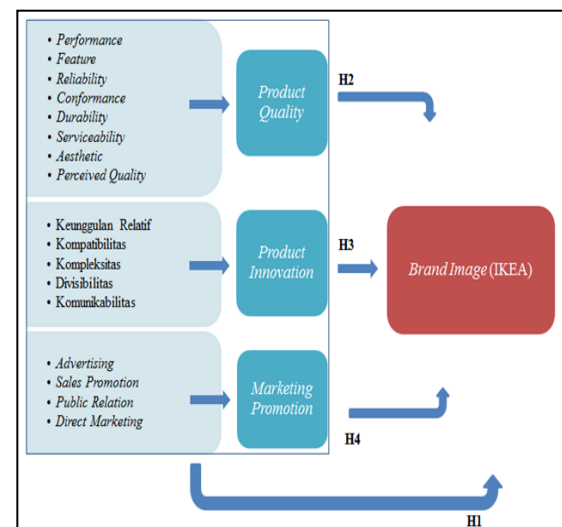 • Performance
• Feature
• Reliability
• Conformance
• Durability
• Serviceability
• Aesthetic
• Perceived Quality
Product
Quality
H2
• Keunggulan Relatif
• Kompatibilitas
• Kompleksitas
• Divisibilitas
• Komunikabilitas
Product
Innovation
H3
Brand Image (IKEA)
• Advertising
• Sales Promotion
• Public Relation
• Direct Marketing
Marketing
Promotion
H4
H1